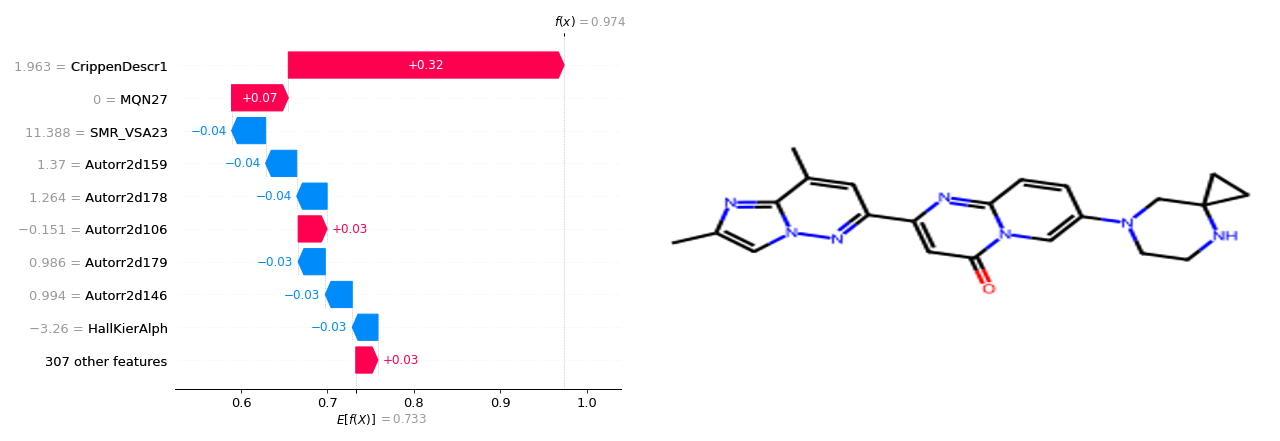 f(x) = 0.974
1.963 = CrippenDescr1
+0.32
0 = MQN27
+0.07
11.388 = SMR_VSA23
−0.04
1.37 = Autorr2d159
−0.04
1.264 = Autorr2d178
−0.04
−0.151 = Autorr2d106
+0.03
0.986 = Autorr2d179
−0.03
0.994 = Autorr2d146
−0.03
−3.26 = HallKierAlph
−0.03
307 other features
+0.03
0.6 0.7 0.8 0.9 1.0
E[f(X)] = 0.733
N
N
N
N
N
O
N
NH